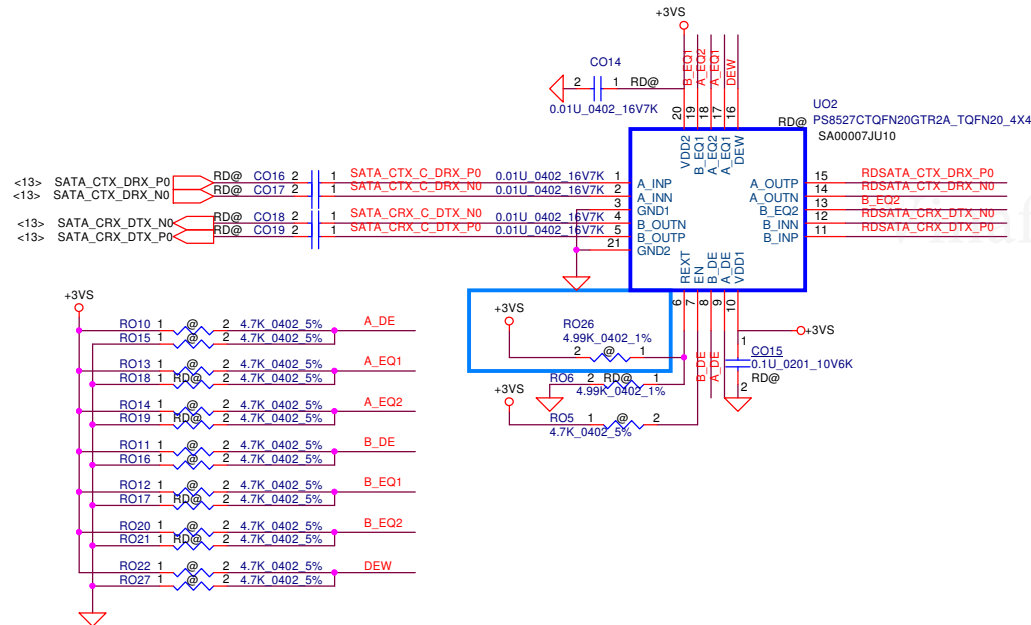 +3VS
CO14
2 1 RD@
0.01U_0402_16V7K
B_EQ1
A_EQ2
A_EQ1
DEW
20 19 18 17 16
VDD2
B_EQ1
A_EQ2
A_EQ1
DEW
UO2
RD@ PS8527CTQFN20GTR2A_TQFN20_4X4
SA00007JU10
<13> SATA_CTX_DRX_P0 RD@ CO16 2 1 SATA_CTX_C_DRX_P0 0.01U_0402_16V7K 1 A_INP A_OUTP 15 RDSATA_CTX_DRX_P0
<13> SATA_CTX_DRX_N0 RD@ CO17 2 1 SATA_CTX_C_DRX_N0 0.01U_0402_16V7K 2 A_INN A_OUTN 14 RDSATA_CTX_DRX_N0
3 GND1 B_EQ2 13 B_EQ2
<13> SATA_CRX_DTX_N0 RD@ CO18 2 1 SATA_CRX_C_DTX_N0 0.01U_0402_16V7K 4 B_OUTN B_INN 12 RDSATA_CRX_DTX_N0
<13> SATA_CRX_DTX_P0 RD@ CO19 2 1 SATA_CRX_C_DTX_P0 0.01U_0402_16V7K 5 B_OUTP B_INP 11 RDSATA_CRX_DTX_P0
21 GND2
REXT
EN
B_DE
A_DE
VDD1
6 7 8 9 10
+3VS
RO26
4.99K_0402_1%
2 @ 1
RO6 2 RD@ 1
4.99K_0402_1%
+3VS
RO5 1 @ 2
4.7K_0402_5%
B_DE
A_DE
+3VS
1
CO15
0.1U_0201_10V6K
RD@
2
+3VS
RO10 1 @ 2 4.7K_0402_5% A_DE
RO15 1 @ 2 4.7K_0402_5%
RO13 1 @ 2 4.7K_0402_5% A_EQ1
RO18 1 RD@ 2 4.7K_0402_5%
RO14 1 @ 2 4.7K_0402_5% A_EQ2
RO19 1 RD@ 2 4.7K_0402_5%
RO11 1 @ 2 4.7K_0402_5% B_DE
RO16 1 @ 2 4.7K_0402_5%
RO12 1 @ 2 4.7K_0402_5% B_EQ1
RO17 1 RD@ 2 4.7K_0402_5%
RO20 1 @ 2 4.7K_0402_5% B_EQ2
RO21 1 RD@ 2 4.7K_0402_5%
RO22 1 @ 2 4.7K_0402_5% DEW
RO27 1 @ 2 4.7K_0402_5%